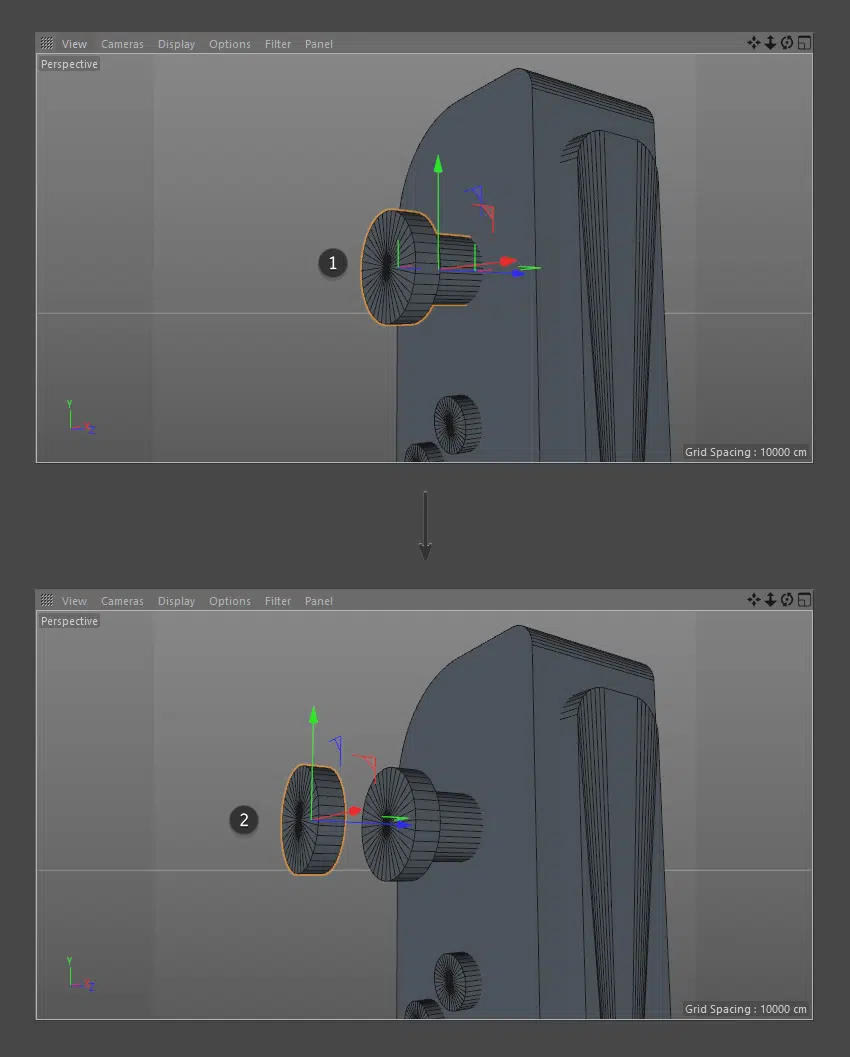 View Cameras Display Options Filter Panel
Perspective
1
Y
Z
Grid Spacing : 10000 cm
View Cameras Display Options Filter Panel
Perspective
2
Y
Z
Grid Spacing : 10000 cm